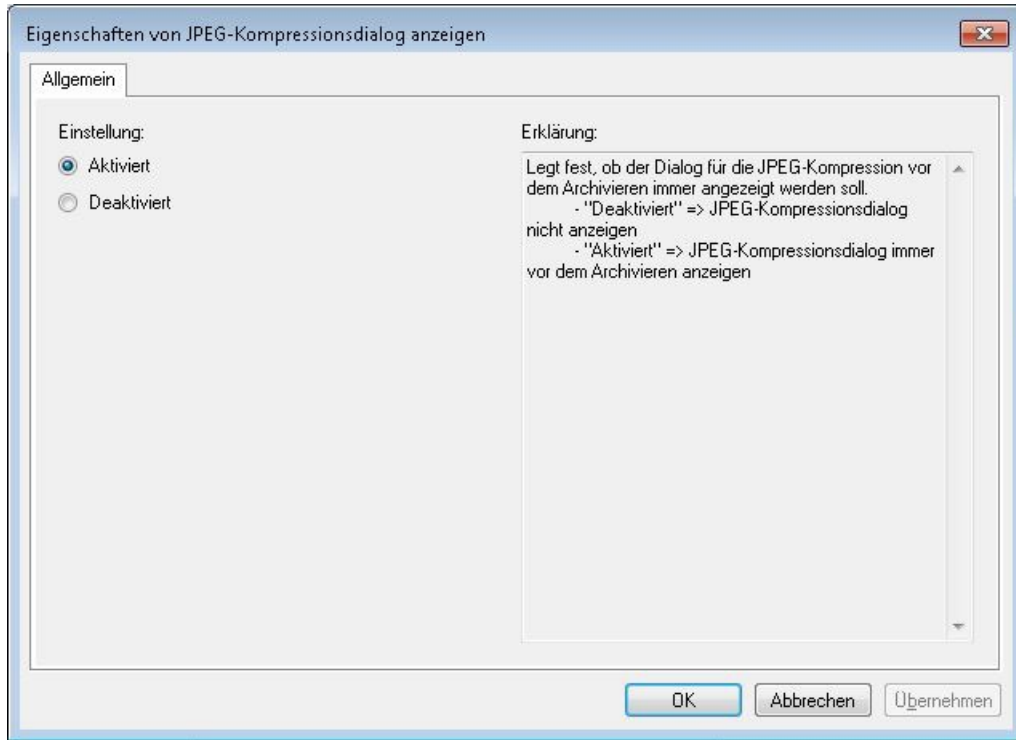 Eigenschaften von JPEG-Kompressionsdialog anzeigen
Allgemein
Einstellung:
Aktiviert
Deaktiviert
Erklärung:
Legt fest, ob der Dialog für die JPEG-Kompression vor
dem Archivieren immer angezeigt werden soll.
- "Deaktiviert" => JPEG-Kompressionsdialog
nicht anzeigen
- "Aktiviert" => JPEG-Kompressionsdialog immer
vor dem Archivieren anzeigen
OK
Abbrechen
Übernehmen